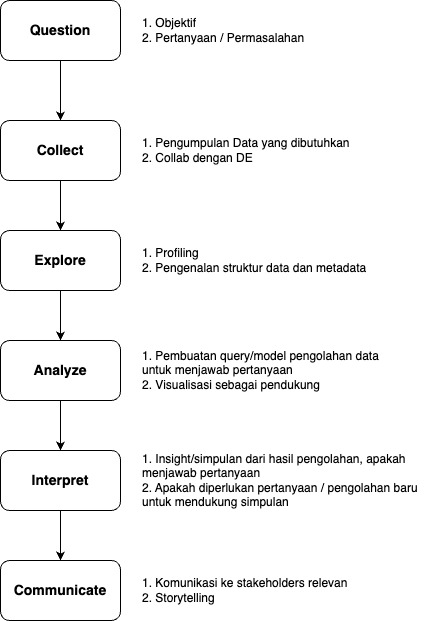 Question
1. Objektif
2. Pertanyaan / Permasalahan
Collect
1. Pengumpulan Data yang dibutuhkan
2. Collab dengan DE
Explore
1. Profiling
2. Pengenalan struktur data dan metadata
Analyze
1. Pembuatan query/model pengolahan data
untuk menjawab pertanyaan
2. Visualisasi sebagai pendukung
Interpret
1. Insight/simpulan dari hasil pengolahan, apakah
menjawab pertanyaan
2. Apakah diperlukan pertanyaan / pengolahan baru
untuk mendukung simpulan
Communicate
1. Komunikasi ke stakeholders relevan
2. Storytelling